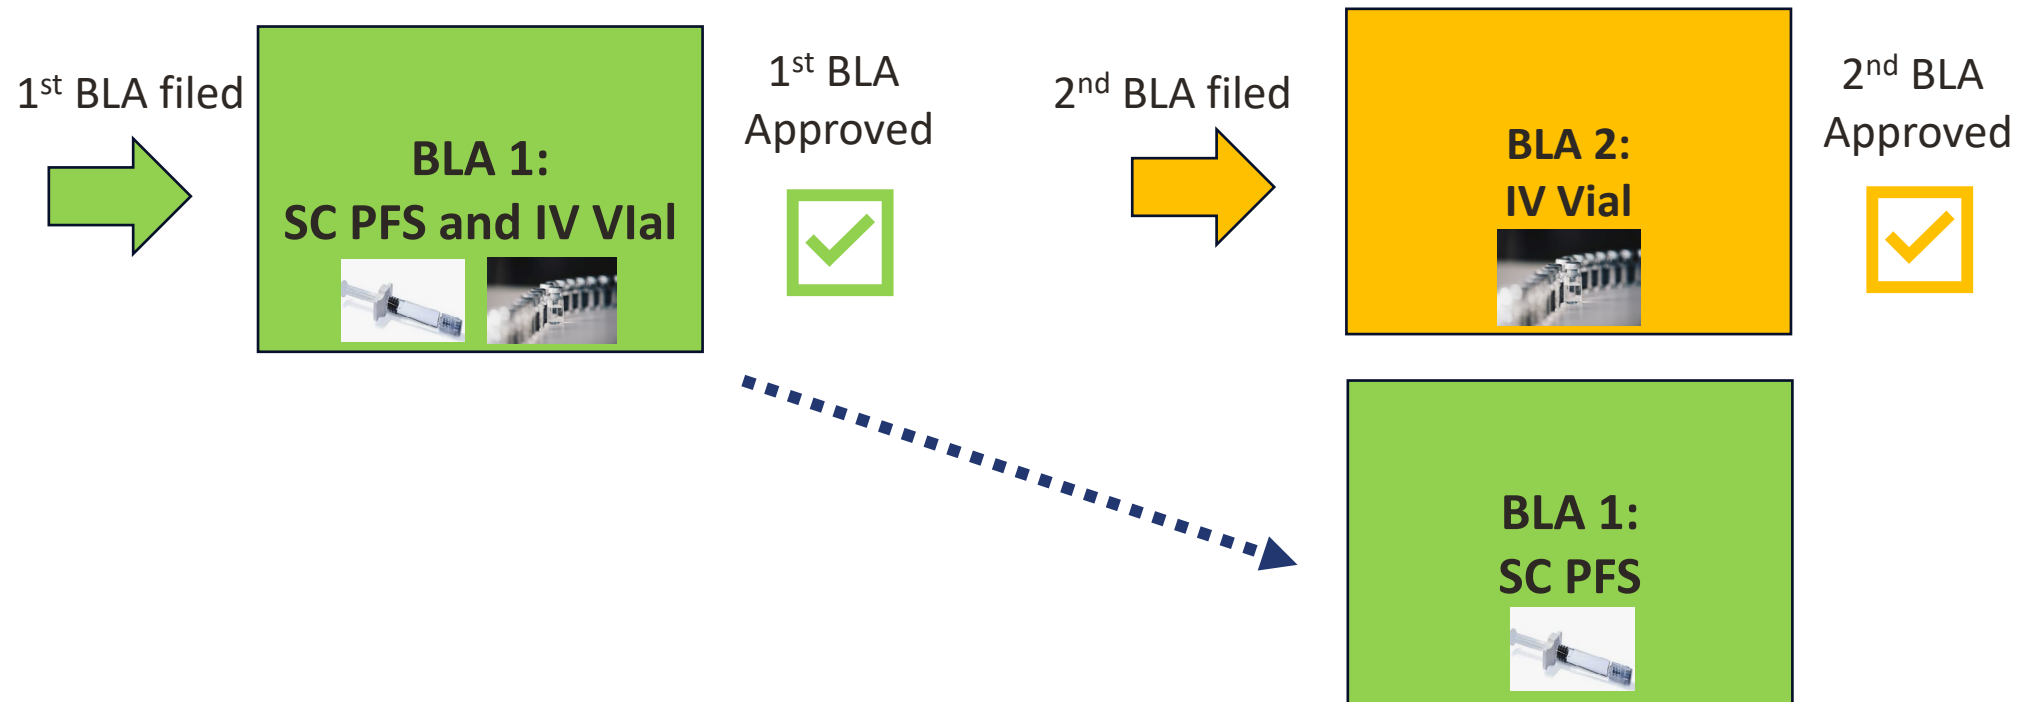 1st BLA filed
BLA 1:
SC PFS and IV VIal
1st BLA
Approved
2nd BLA filed
BLA 2:
IV Vial
2nd BLA
Approved
BLA 1:
SC PFS